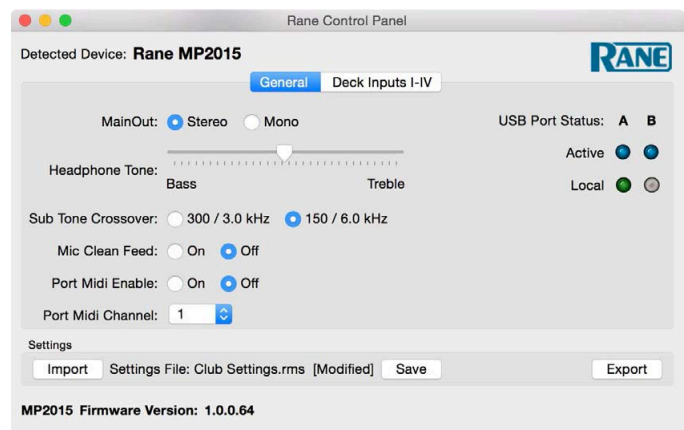 Rane Control Panel
Detected Device: Rane MP2015
RANE
General Deck Inputs I-IV
MainOut: Stereo Mono
USB Port Status: A B
Active
Headphone Tone:
Bass Treble
Local
Sub Tone Crossover: 300 / 3.0 kHz 150 / 6.0 kHz
Mic Clean Feed: On Off
Port Midi Enable: On Off
Port Midi Channel: 1
Settings
Import Settings File: Club Settings.rms [Modified] Save Export
MP2015 Firmware Version: 1.0.0.64